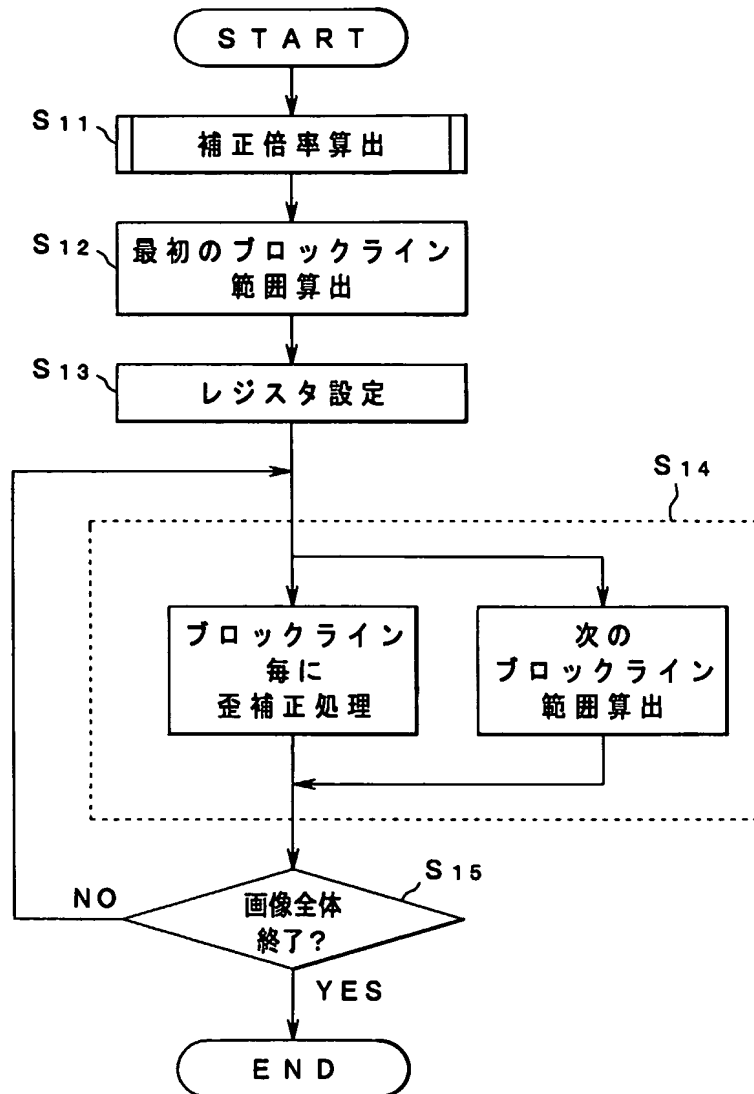 START
S11
補正倍率算出
S12
最初のブロックライン
範囲算出
S13
レジスタ設定
S14
ブロックライン
毎に
歪補正処理
次の
ブロックライン
範囲算出
S15
画像全体
終了?
NO
YES
END